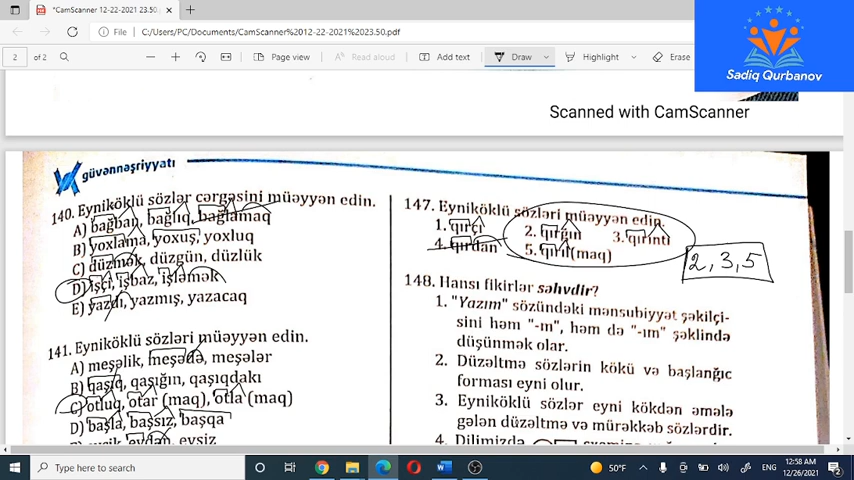 *CamScanner 12-22-2021 23.50.p
File
C:/Users/PC/Documents/CamScanner%2012-22-2021%2023.50.pdf
2
of 2
Page view
Read aloud
Add text
Draw
Highlight
Erase
Sadiq Qurbanov
Scanned with CamScanner
güvənnəşriyyatı
140. Eyniköklü sözlər cərgəsini müəyyən edin.
A) bağban, bağlıq, bağlamaq
B) yoxlama, yoxuş, yoxluq
C) düzmək, düzgün, düzlük
D) işçi, işbaz, işləmək
E) yazdı, yazmış, yazacaq
141. Eyniköklü sözləri müəyyən edin.
A) meşəlik, meşədə, meşələr
B) qaşıq, qaşığın, qaşıqdakı
C) otluq, otar (maq), otla (maq)
D) başla, başsız, başqa
evdən, evsiz
147. Eyniköklü sözləri müəyyən edin.
1. qırçı
2. qırğın
3. qırıntı
4. qırdan
5. qırıl(maq)
2, 3, 5
148. Hansı fikirlər səhvdir?
1. "Yazım" sözündəki mənsubiyyət şəkilçi-
sini həm "-m", həm də "-ım" şəklində
düşünmək olar.
2. Düzəltmə sözlərin kökü və başlanğıc
forması eyni olur.
3. Eyniköklü sözlər eyni kökdən əmələ
gələn düzəltmə və mürəkkəb sözlərdir.
4. Dilimizdə
Type here to search
50°F
ENG
12:58 AM
12/26/2021
2